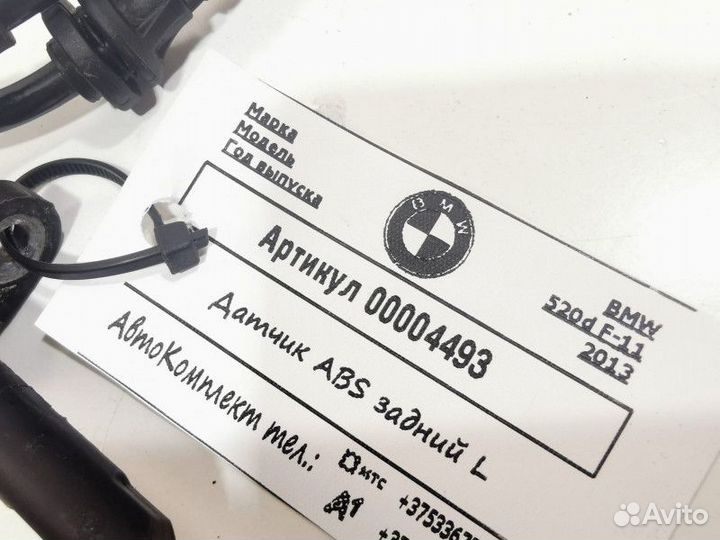 Марка
Модель
Год выпуска
BMW
BMW
520d F-11
2013
Артикул 00004493
Датчик ABS задний L
АвтоКомплект тел.:
мтс
A1
Avito